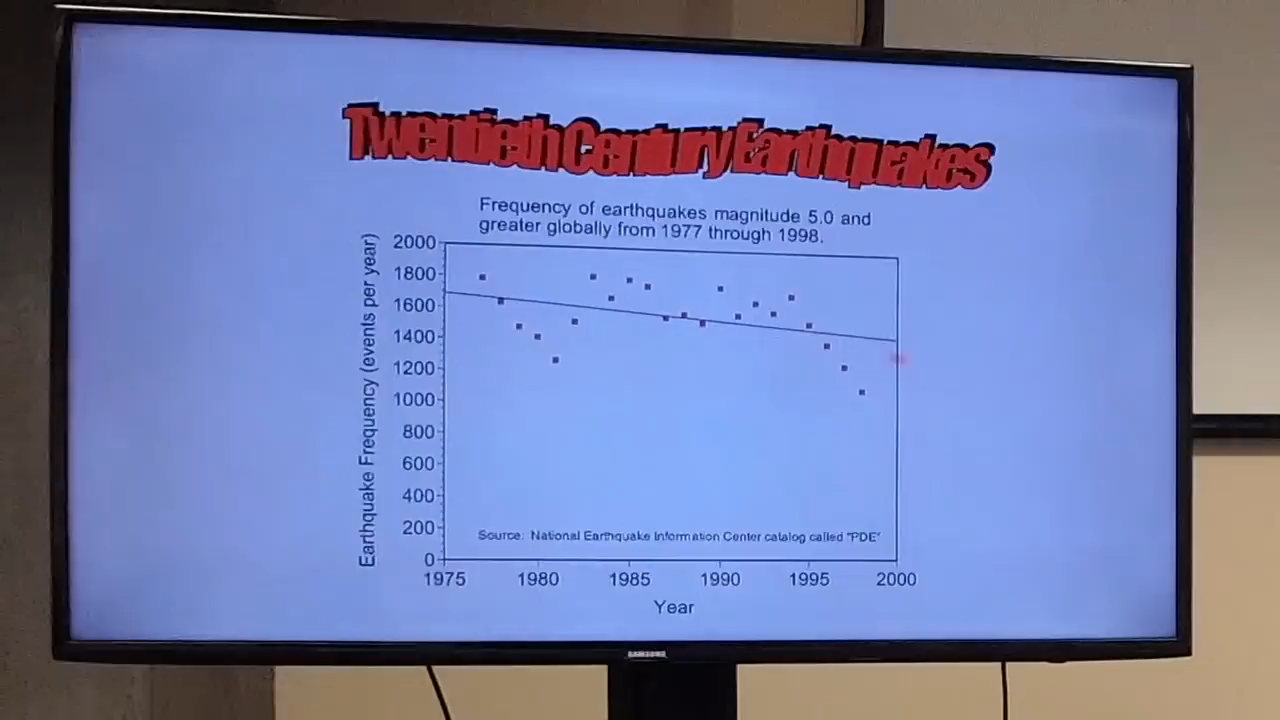 Twentieth Century Earthquakes
Frequency of earthquakes magnitude 5.0 and
greater globally from 1977 through 1998.
Earthquake Frequency (events per year)
2000
1800
1600
1400
1200
1000
800
600
400
200
0
Source: National Earthquake Information Center catalog called "PDE"
1975 1980 1985 1990 1995 2000
Year
SAMSUNG